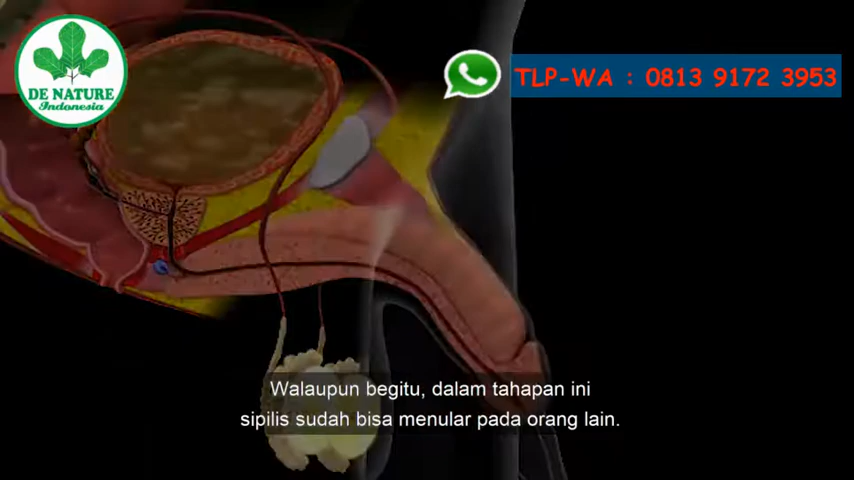 DE NATURE
Indonesia
TLP-WA : 0813 9172 3953
Walaupun begitu, dalam tahapan ini
sipilis sudah bisa menular pada orang lain.